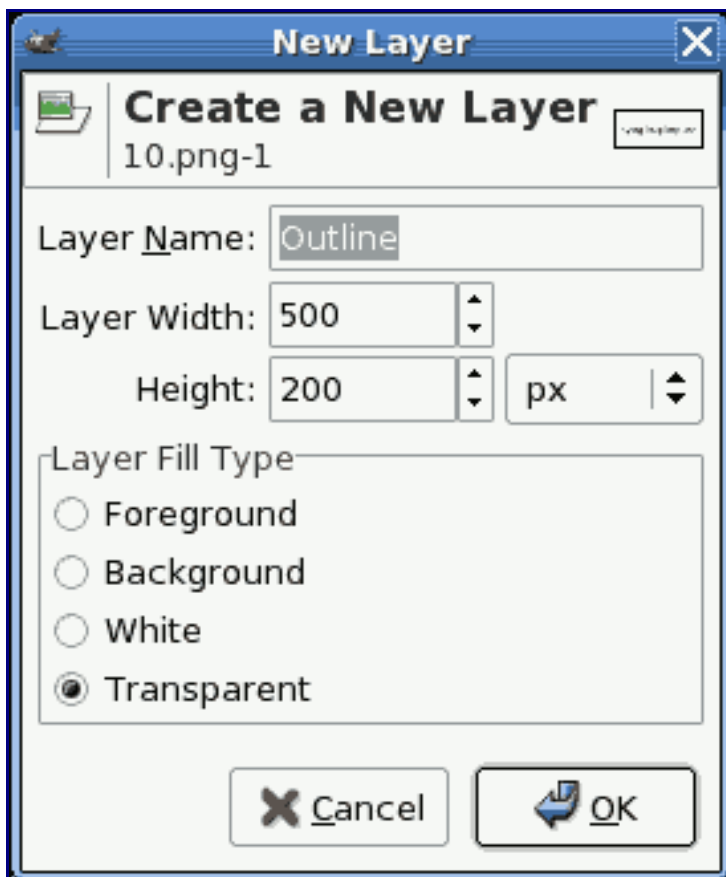 New Layer
Create a New Layer
10.png-1
Layer Name: Outline
Layer Width: 500
Height: 200 px
Layer Fill Type
Foreground
Background
White
Transparent
Cancel OK